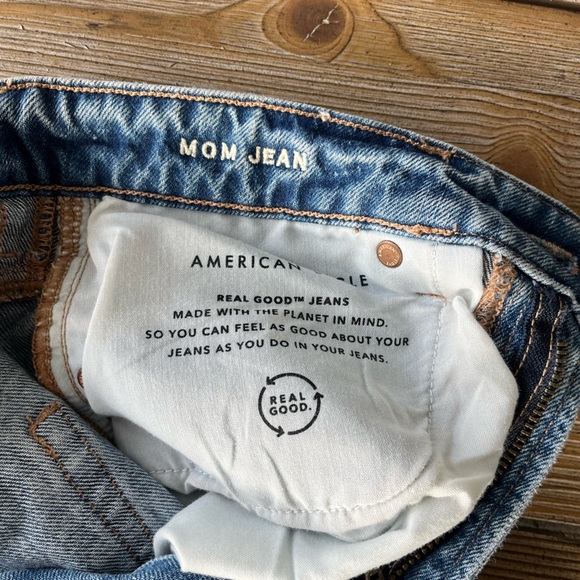 MOM JEAN
AMERICAN
REAL GOOD™ JEANS
MADE WITH THE PLANET IN MIND.
SO YOU CAN FEEL AS GOOD ABOUT YOUR
JEANS AS YOU DO IN YOUR JEANS.
REAL
GOOD.